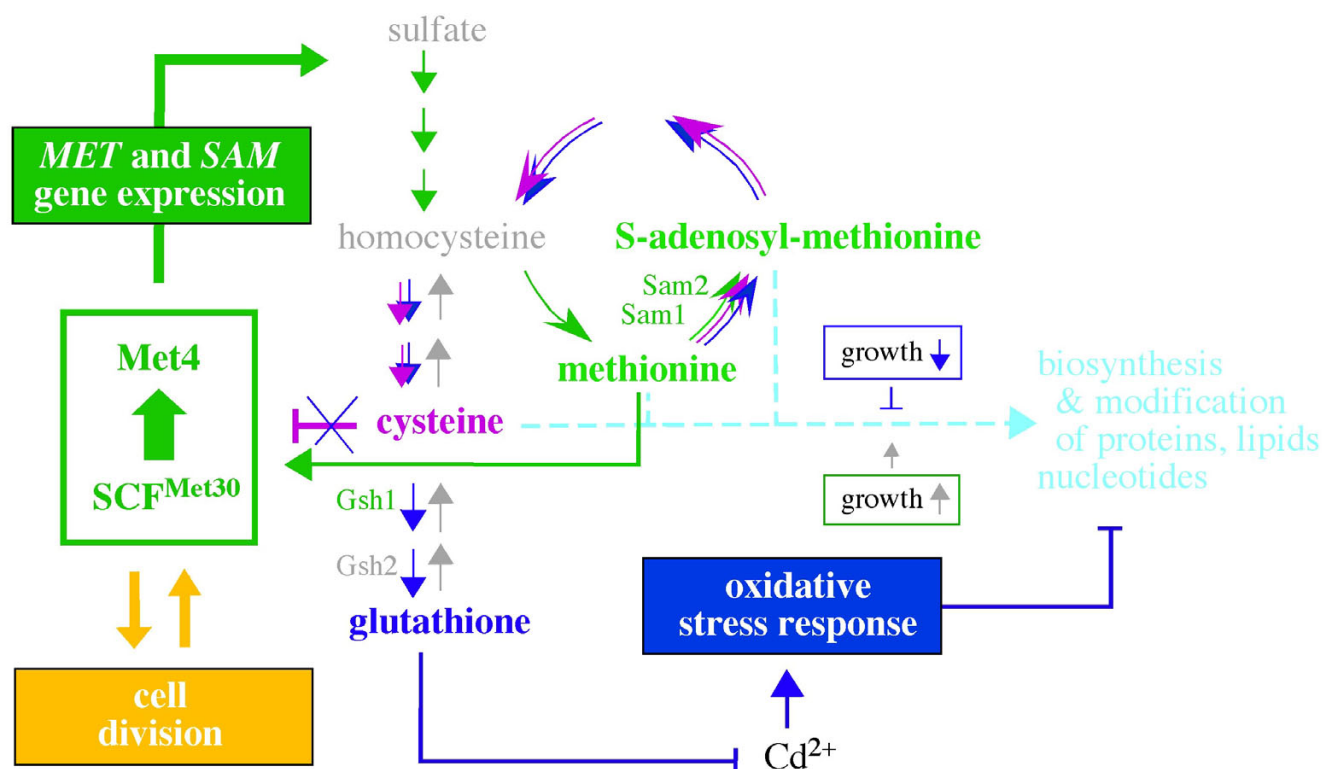 sulfate
MET and SAM
gene expression
homocysteine
S-adenosyl-methionine
Sam2
Sam1
methionine
growth
biosynthesis
& modification
of proteins, lipids
nucleotides
Met4
cysteine
SCFMet30
Gsh1
growth
Gsh2
glutathione
oxidative
stress response
cell
division
Cd2+